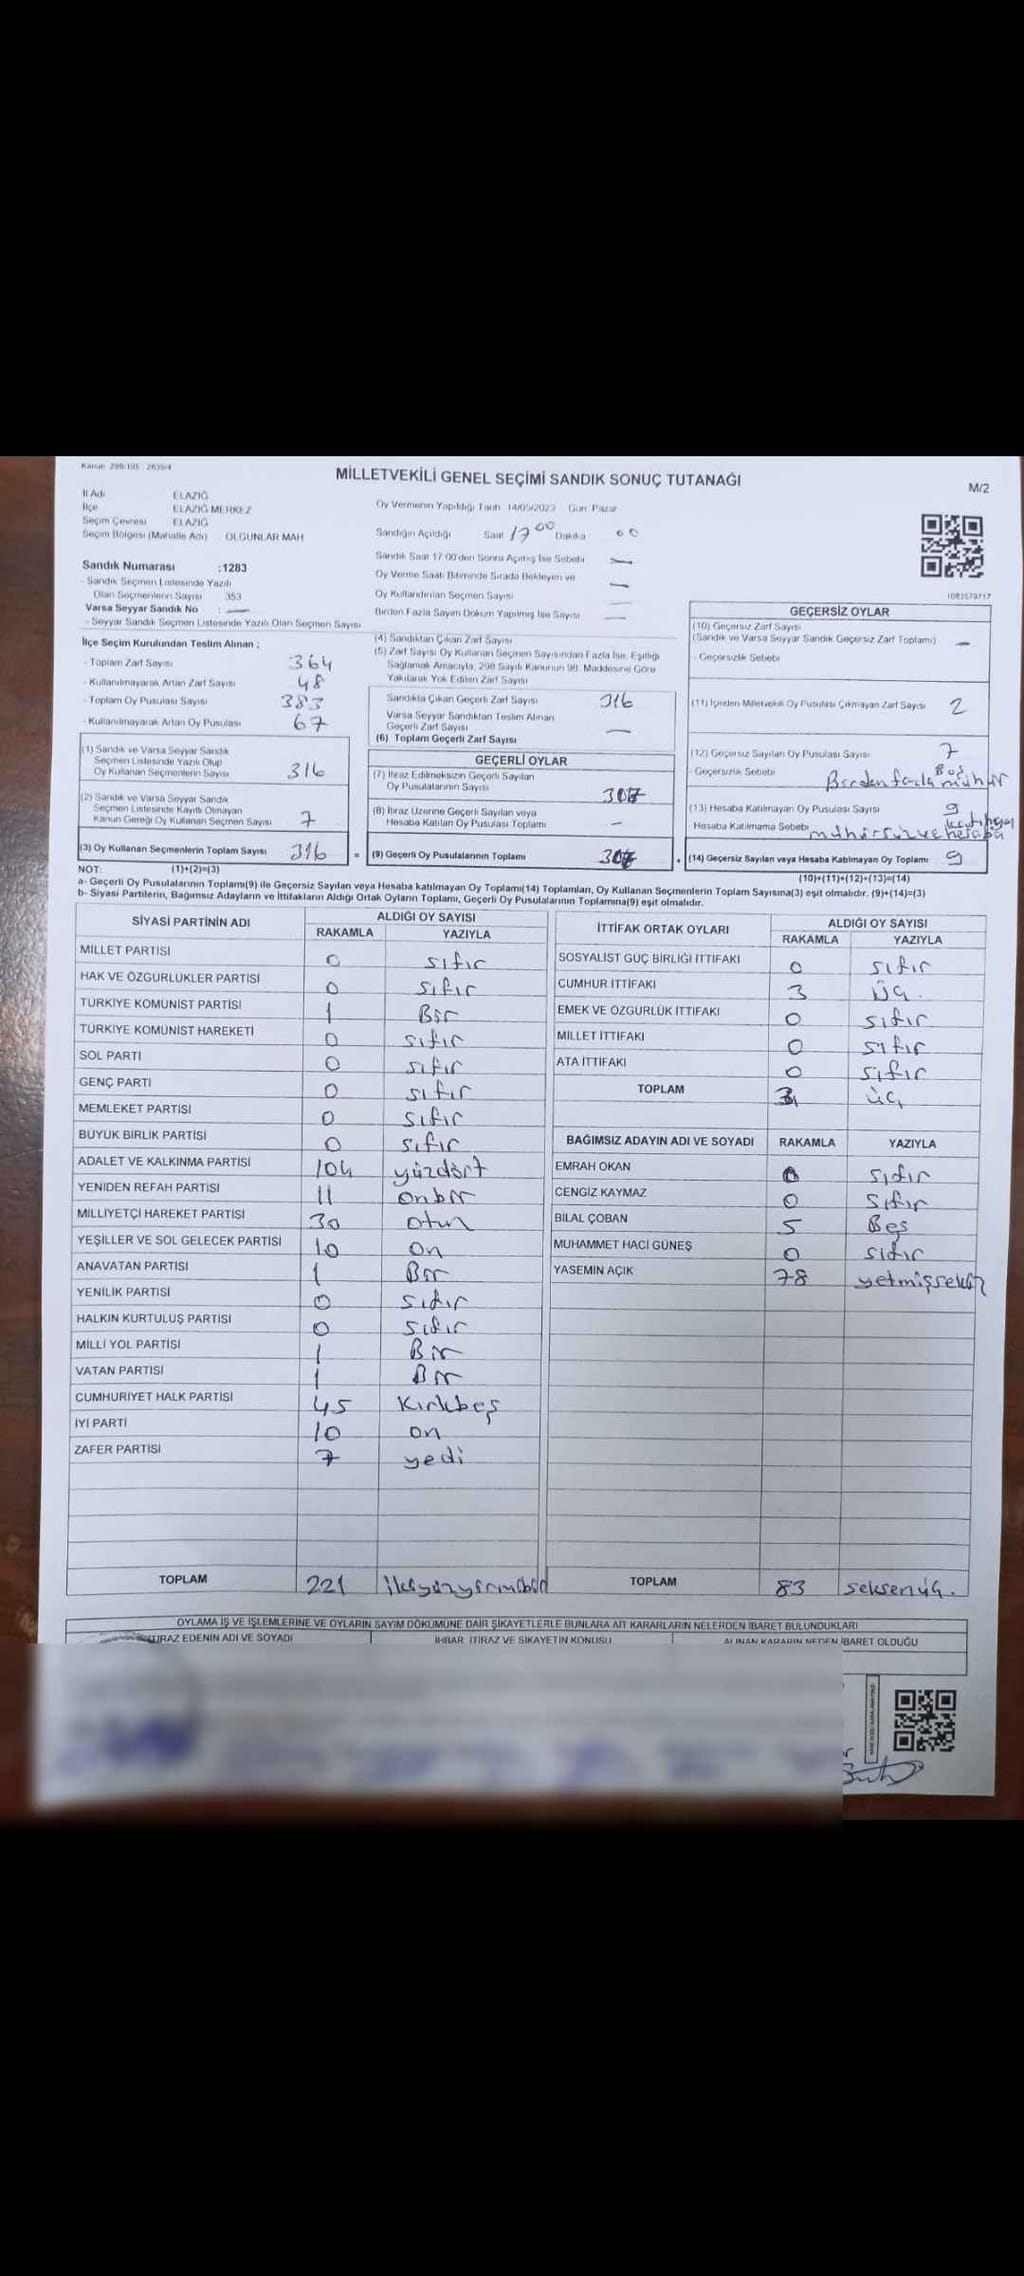 Kanun 298/105 2839/4
MİLLETVEKİLİ GENEL SEÇİMİ SANDIK SONUÇ TUTANAĞI
M/2
İl Adı ELAZIĞ
İlçe ELAZIĞ MERKEZ
Seçim Çevresi ELAZIĞ
Seçim Bölgesi (Mahalle Adı) OLGUNLAR MAH
Sandık Numarası :1283
- Sandık Seçmen Listesinde Yazılı
Olan Seçmenlerin Sayısı 353
Varsa Seyyar Sandık No : —
- Seyyar Sandık Seçmen Listesinde Yazılı Olan Seçmen Sayısı
Oy Vermenin Yapıldığı Tarih 14/05/2023 Gün Pazar
Sandığın Açıldığı Saat 17 00 Dakika 00
Sandık Saat 17:00'den Sonra Açılmış İse Sebebi —
Oy Verme Saati Bitiminde Sırada Bekleyen ve
Oy Kullandırılan Seçmen Sayısı —
Birden Fazla Sayım Döküm Yapılmış İse Sayısı —
1083579717
İlçe Seçim Kurulundan Teslim Alınan ;
- Toplam Zarf Sayısı 364
- Kullanılmayarak Artan Zarf Sayısı 48
- Toplam Oy Pusulası Sayısı 383
- Kullanılmayarak Artan Oy Pusulası 67
(1) Sandık ve Varsa Seyyar Sandık
Seçmen Listesinde Yazılı Olup
Oy Kullanan Seçmenlerin Sayısı 316
(2) Sandık ve Varsa Seyyar Sandık
Seçmen Listesinde Kayıtlı Olmayan
Kanun Gereği Oy Kullanan Seçmen Sayısı 7
(3) Oy Kullanan Seçmenlerin Toplam Sayısı 316
(1)+(2)=(3)
(4) Sandıktan Çıkan Zarf Sayısı
(5) Zarf Sayısı Oy Kullanan Seçmen Sayısından Fazla İse, Eşitliği
Sağlamak Amacıyla, 298 Sayılı Kanunun 98. Maddesine Göre
Yakılarak Yok Edilen Zarf Sayısı
Sandıkta Çıkan Geçerli Zarf Sayısı 316
Varsa Seyyar Sandıktan Teslim Alınan
Geçerli Zarf Sayısı —
(6) Toplam Geçerli Zarf Sayısı
GEÇERLİ OYLAR
(7) İtiraz Edilmeksizin Geçerli Sayılan
Oy Pusulalarının Sayısı 307
(8) İtiraz Üzerine Geçerli Sayılan veya
Hesaba Katılan Oy Pusulası Toplamı —
= (9) Geçerli Oy Pusulalarının Toplamı 307
GEÇERSİZ OYLAR
(10) Geçersiz Zarf Sayısı
(Sandık ve Varsa Seyyar Sandık Geçersiz Zarf Toplamı) —
- Geçersizlik Sebebi
(11) İçinden Milletvekili Oy Pusulası Çıkmayan Zarf Sayısı 2
(12) Geçersiz Sayılan Oy Pusulası Sayısı 7
- Geçersizlik Sebebi Boş
Birden fazla mühür
(13) Hesaba Katılmayan Oy Pusulası Sayısı 9
- Hesaba Katılmama Sebebi mühürsüz ve hesaba
+ (14) Geçersiz Sayılan veya Hesaba Katılmayan Oy Toplamı 9
(10)+(11)+(12)+(13)=(14)
NOT:
a- Geçerli Oy Pusulalarının Toplamı(9) ile Geçersiz Sayılan veya Hesaba katılmayan Oy Toplamı(14) Toplamları, Oy Kullanan Seçmenlerin Toplam Sayısına(3) eşit olmalıdır. (9)+(14)=(3)
b- Siyasi Partilerin, Bağımsız Adayların ve İttifakların Aldığı Ortak Oyların Toplamı, Geçerli Oy Pusulalarının Toplamına(9) eşit olmalıdır.
SİYASİ PARTİNİN ADI ALDIĞI OY SAYISI
RAKAMLA YAZIYLA
MİLLET PARTİSİ 0 sıfır
HAK VE ÖZGÜRLÜKLER PARTİSİ 0 sıfır
TÜRKİYE KOMÜNİST PARTİSİ 1 Bir
TÜRKİYE KOMÜNİST HAREKETİ 0 sıfır
SOL PARTİ 0 sıfır
GENÇ PARTİ 0 sıfır
MEMLEKET PARTİSİ 0 sıfır
BÜYÜK BİRLİK PARTİSİ 0 sıfır
ADALET VE KALKINMA PARTİSİ 104 yüzdört
YENİDEN REFAH PARTİSİ 11 onbir
MİLLİYETÇİ HAREKET PARTİSİ 30 otuz
YEŞİLLER VE SOL GELECEK PARTİSİ 10 On
ANAVATAN PARTİSİ 1 Bir
YENİLİK PARTİSİ 0 sıfır
HALKIN KURTULUŞ PARTİSİ 0 sıfır
MİLLİ YOL PARTİSİ 1 Bir
VATAN PARTİSİ 1 Bir
CUMHURİYET HALK PARTİSİ 45 Kırkbeş
İYİ PARTİ 10 on
ZAFER PARTİSİ 7 yedi
TOPLAM 221 ikiyüzyirmibir
İTTİFAK ORTAK OYLARI ALDIĞI OY SAYISI
RAKAMLA YAZIYLA
SOSYALİST GÜÇ BİRLİĞİ İTTİFAKI 0 sıfır
CUMHUR İTTİFAKI 3 üç.
EMEK VE ÖZGÜRLÜK İTTİFAKI 0 sıfır
MİLLET İTTİFAKI 0 sıfır
ATA İTTİFAKI 0 sıfır
TOPLAM 3 üç
BAĞIMSIZ ADAYIN ADI VE SOYADI RAKAMLA YAZIYLA
EMRAH OKAN 0 sıfır
CENGİZ KAYMAZ 0 sıfır
BİLAL ÇOBAN 5 Beş
MUHAMMET HACI GÜNEŞ 0 sıfır
YASEMİN AÇIK 78 yetmişsekiz
TOPLAM 83 seksenüç.
OYLAMA İŞ VE İŞLEMLERİNE VE OYLARIN SAYIM DÖKÜMÜNE DAİR ŞİKAYETLERLE BUNLARA AİT KARARLARIN NELERDEN İBARET BULUNDUKLARI
İTİRAZ EDENİN ADI VE SOYADI İHBAR, İTİRAZ VE ŞİKAYETİN KONUSU ALINAN KARARIN NEDEN İBARET OLDUĞU